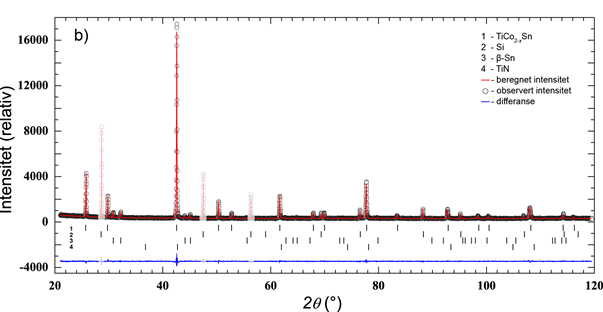 b)
1 - TiCo2-xSn
2 - Si
3 - β-Sn
4 - TiN
- beregnet intensitet
- observert intensitet
- differanse
Intensitet (relativ)
16000
12000
8000
4000
0
-4000
1
2
3
4
20 40 60 80 100 120
2θ (°)